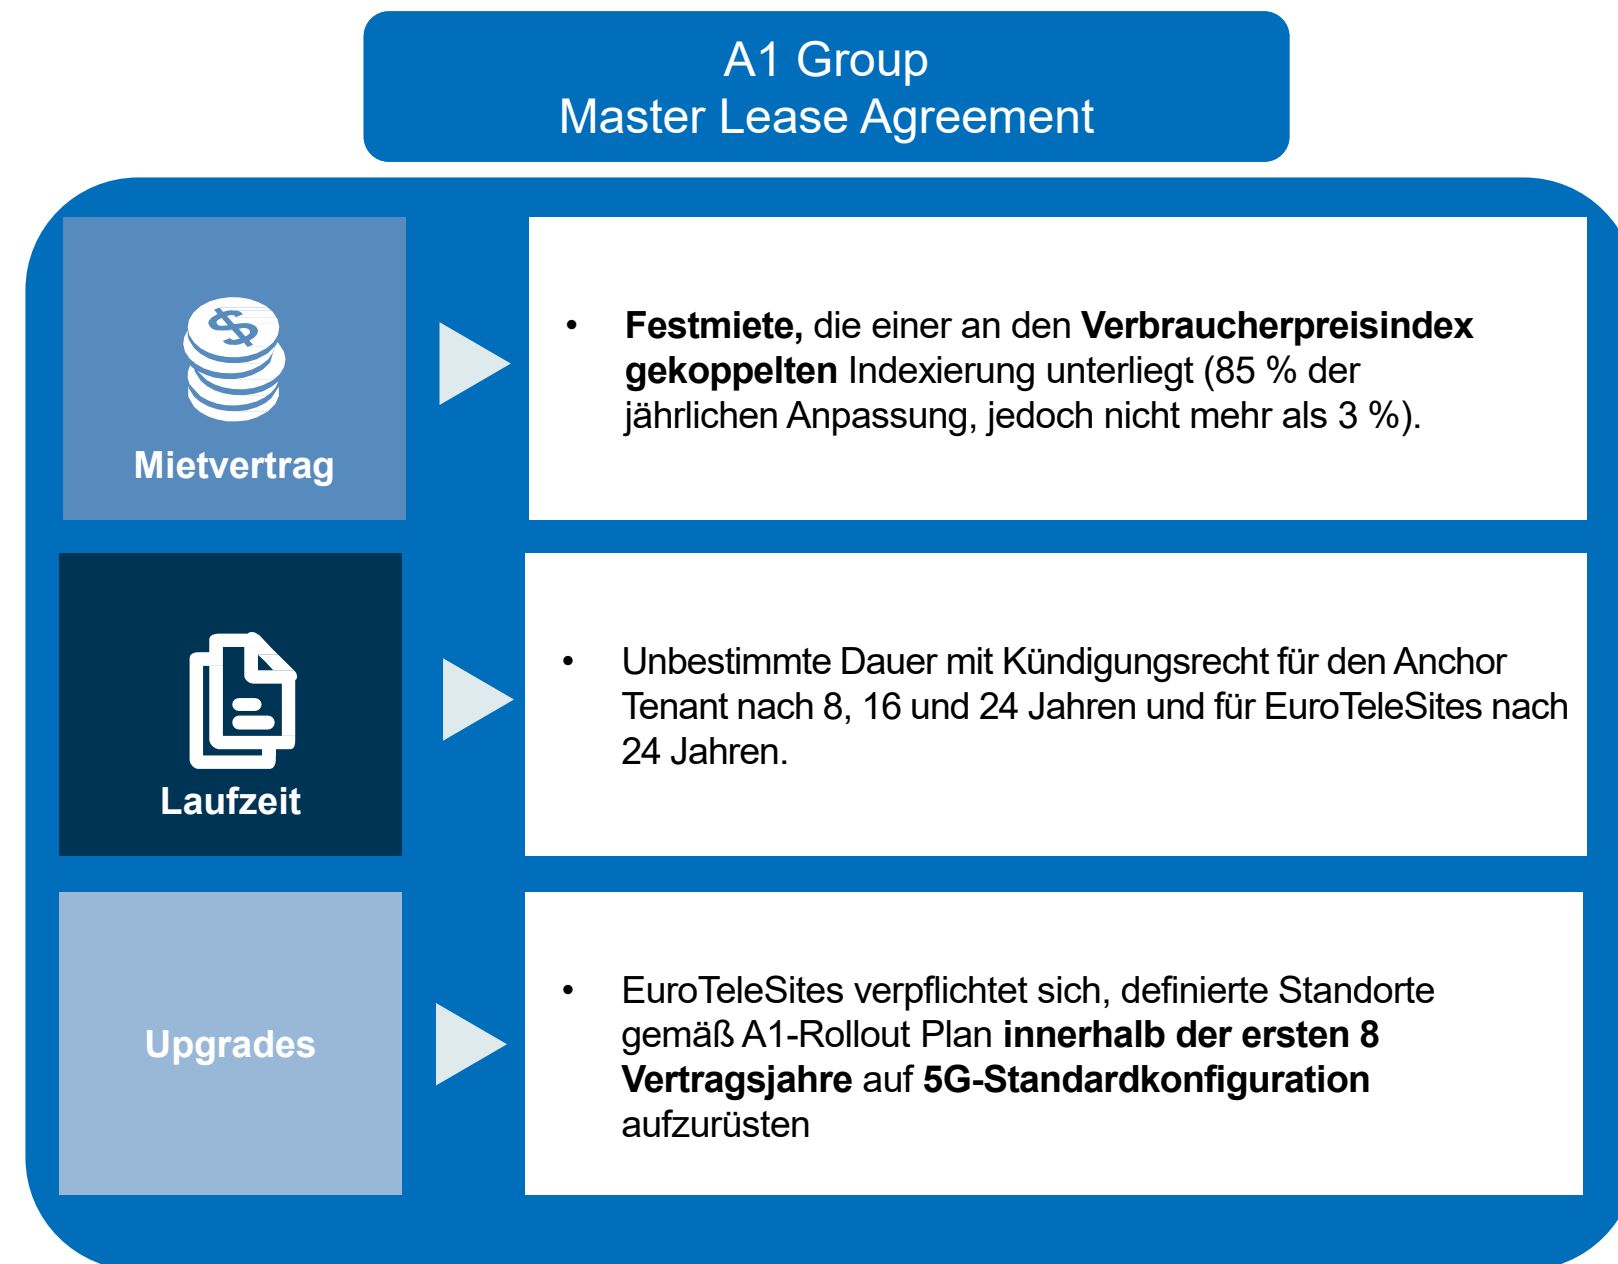 A1 Group
Master Lease Agreement
$
Mietvertrag
• Festmiete, die einer an den Verbraucherpreisindex
gekoppelten Indexierung unterliegt (85 % der
jährlichen Anpassung, jedoch nicht mehr als 3 %).
Laufzeit
• Unbestimmte Dauer mit Kündigungsrecht für den Anchor
Tenant nach 8, 16 und 24 Jahren und für EuroTeleSites nach
24 Jahren.
Upgrades
• EuroTeleSites verpflichtet sich, definierte Standorte
gemäß A1-Rollout Plan innerhalb der ersten 8
Vertragsjahre auf 5G-Standardkonfiguration
aufzurüsten